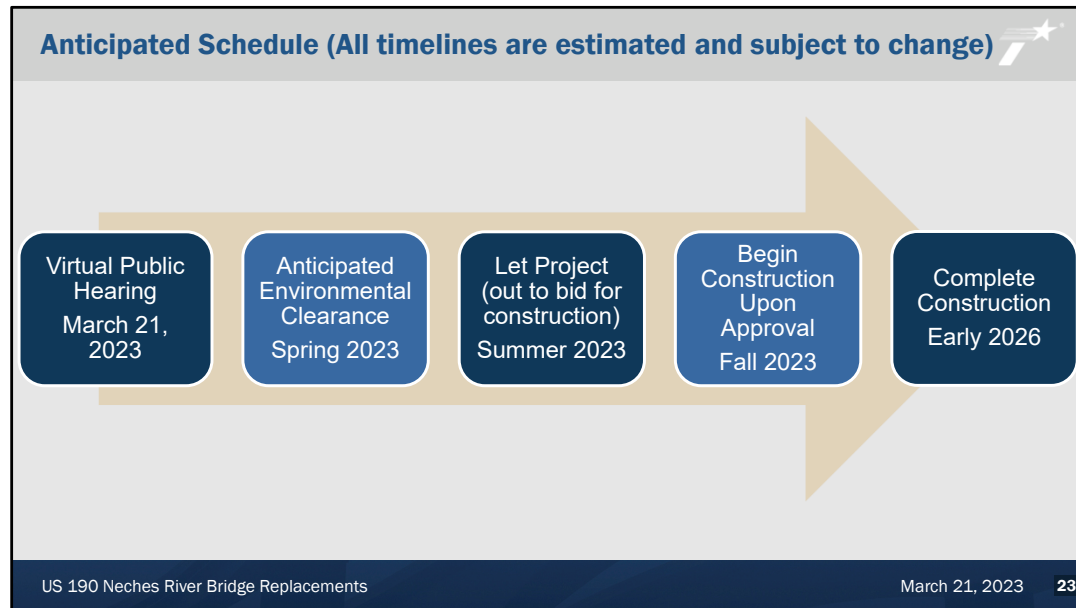 Anticipated Schedule (All timelines are estimated and subject to change)
Virtual Public
Hearing
March 21,
2023
Anticipated
Environmental
Clearance
Spring 2023
Let Project
(out to bid for
construction)
Summer 2023
Begin
Construction
Upon
Approval
Fall 2023
Complete
Construction
Early 2026
US 190 Neches River Bridge Replacements
March 21, 2023 23